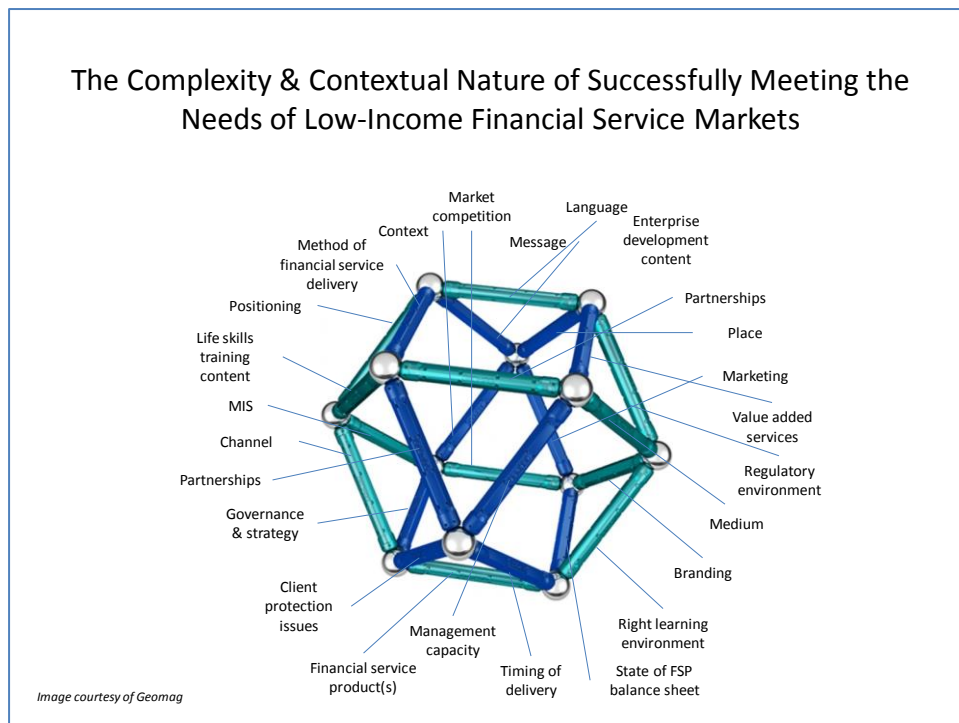 The Complexity & Contextual Nature of Successfully Meeting the
Needs of Low-Income Financial Service Markets
Market
competition
Language
Context
Message
Enterprise
development
content
Method of
financial service
delivery
Partnerships
Positioning
Place
Life skills
training
content
Marketing
MIS
Value added
services
Channel
Regulatory
environment
Partnerships
Governance
& strategy
Medium
Branding
Client
protection
issues
Right learning
environment
Management
capacity
Financial service
product(s)
Timing of
delivery
State of FSP
balance sheet
Image courtesy of Geomag